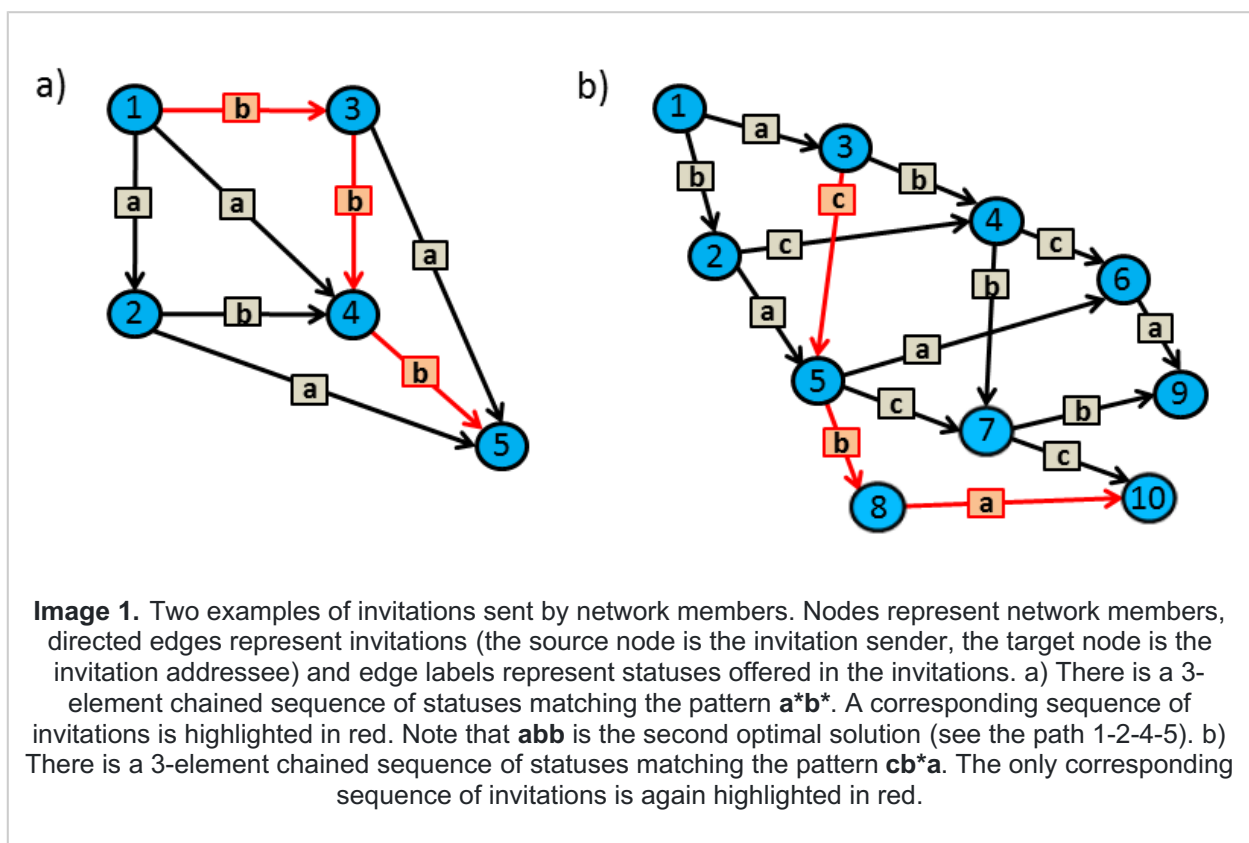 a)
b)
1
b
3
a
a
b
a
2
b
4
b
a
5
1
a
3
b
b
c
4
2
c
c
6
a
b
a
a
5
c
9
b
7
b
c
8
a
10
Image 1. Two examples of invitations sent by network members. Nodes represent network members,
directed edges represent invitations (the source node is the invitation sender, the target node is the
invitation addressee) and edge labels represent statuses offered in the invitations. a) There is a 3-
element chained sequence of statuses matching the pattern a*b*. A corresponding sequence of
invitations is highlighted in red. Note that abb is the second optimal solution (see the path 1-2-4-5). b)
There is a 3-element chained sequence of statuses matching the pattern cb*a. The only corresponding
sequence of invitations is again highlighted in red.